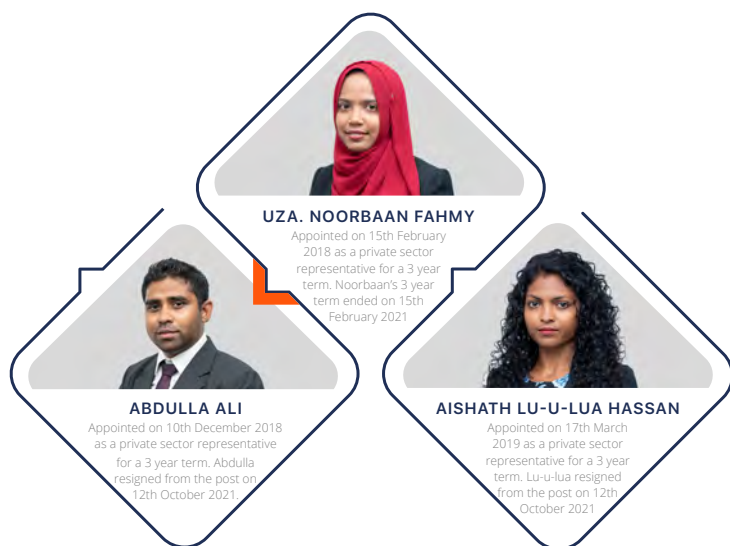 UZA. NOORBAAN FAHMY
Appointed on 15th February
2018 as a private sector
representative for a 3 year
term. Noorbaan's 3 year
term ended on 15th
February 2021
ABDULLA ALI
Appointed on 10th December 2018
as a private sector representative
for a 3 year term. Abdulla
resigned from the post on
12th October 2021.
AISHATH LU-U-LUA HASSAN
Appointed on 17th March
2019 as a private sector
representative for a 3 year
term. Lu-u-lua resigned
from the post on 12th
October 2021